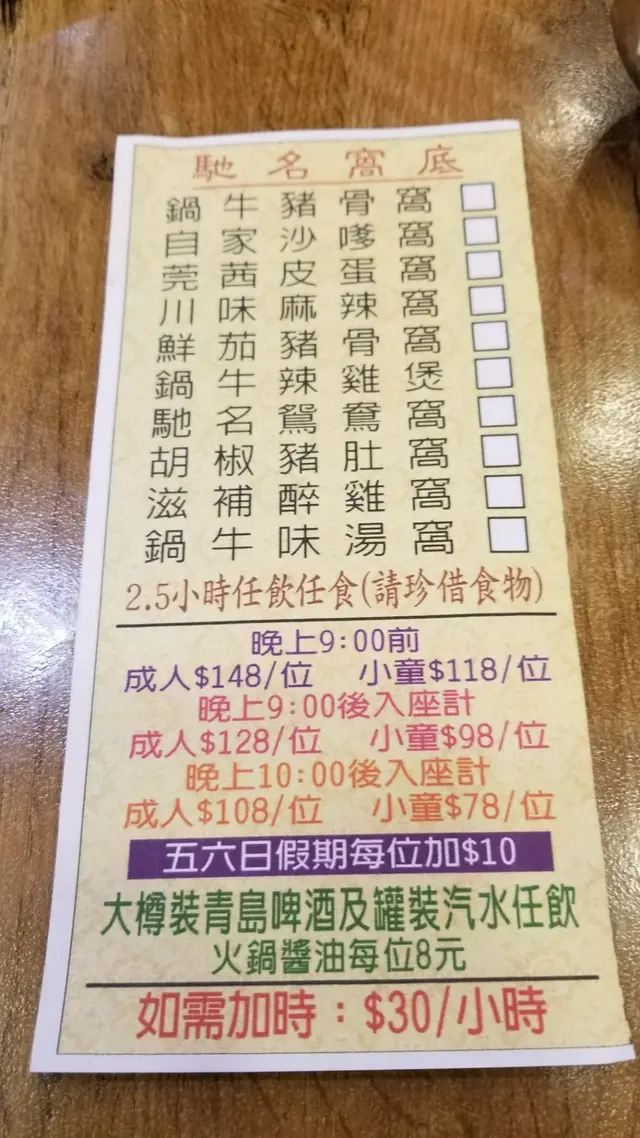 馳名窩底
鍋牛豬骨窩
自家沙嗲窩
莞茜皮蛋窩
川味麻辣窩
鮮茄豬骨窩
鍋牛辣雞煲
馳名鴛鴦窩
胡椒豬肚窩
滋補醉雞窩
鍋牛味湯窩
2.5小時任飲任食(請珍借食物)
晚上9:00前
成人$148/位 小童$118/位
晚上9:00後入座計
成人$128/位 小童$98/位
晚上10:00後入座計
成人$108/位 小童$78/位
五六日假期每位加$10
大樽裝青島啤酒及罐裝汽水任飲
火鍋醬油每位8元
如需加時：$30/小時